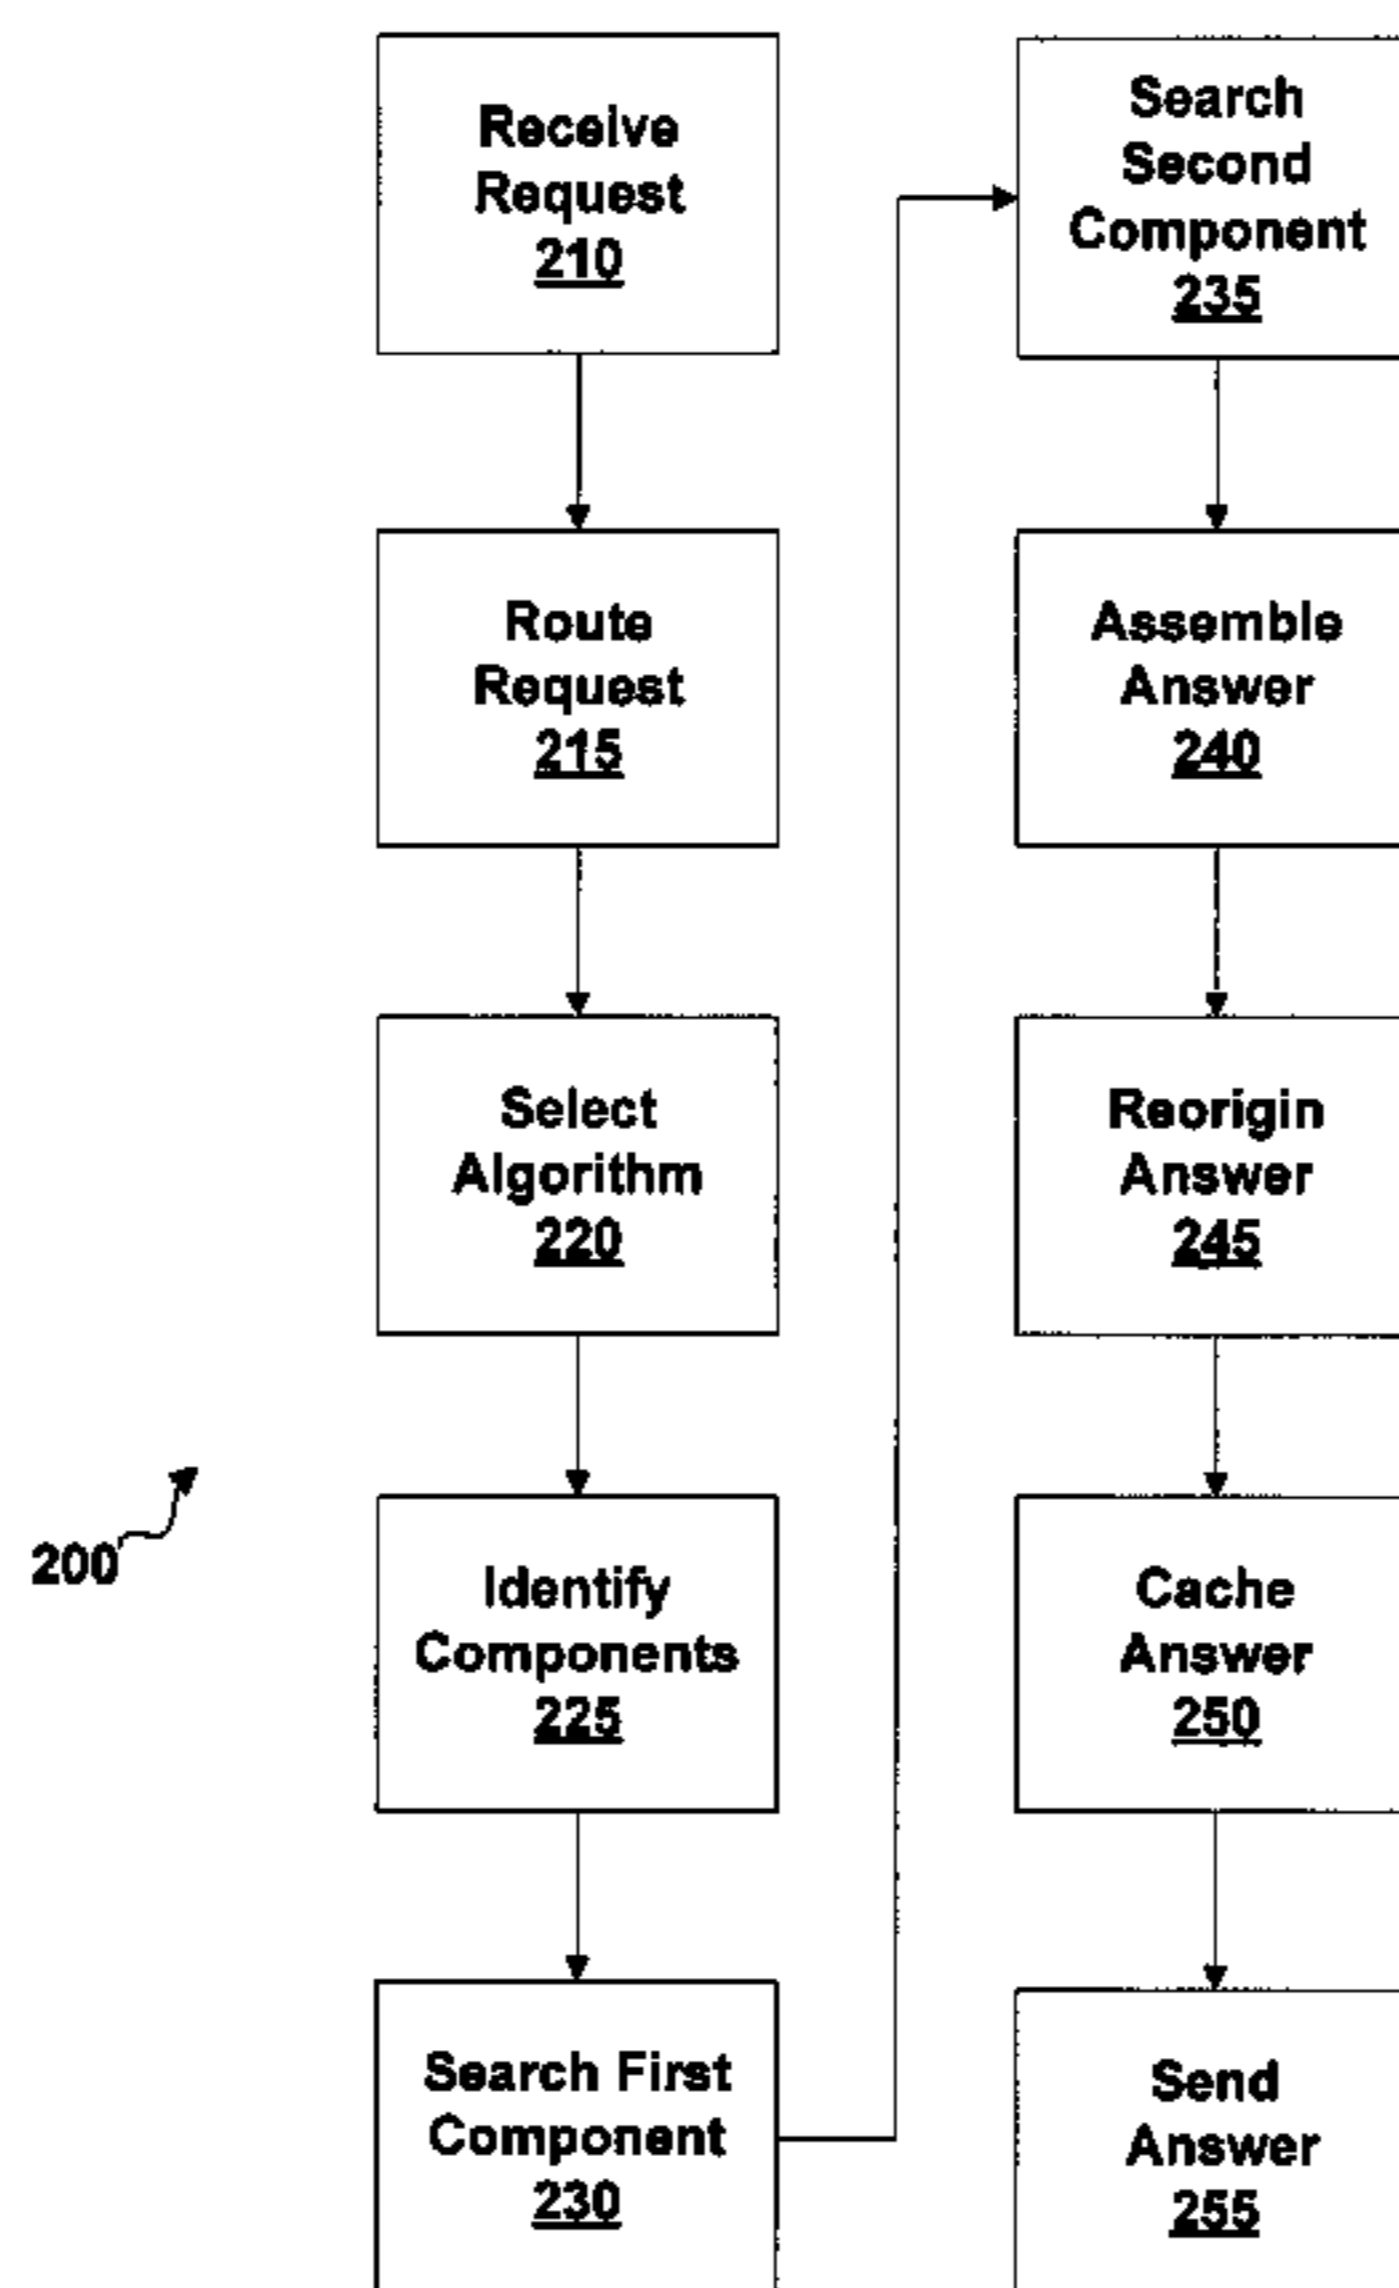 Receive
Request
210
Route
Request
215
Select
Algorithm
220
Identify
Components
225
Search First
Component
230
Search
Second
Component
235
Assemble
Answer
240
Reorigin
Answer
245
Cache
Answer
250
Send
Answer
255
200